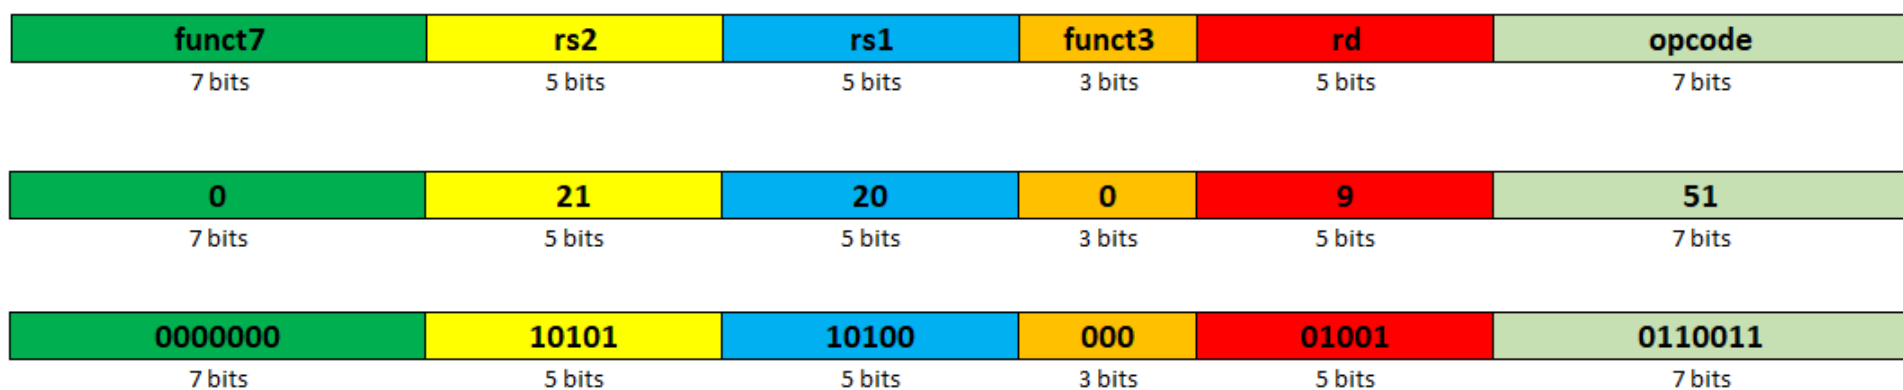 funct7 rs2 rs1 funct3 rd opcode
7 bits 5 bits 5 bits 3 bits 5 bits 7 bits
0 21 20 0 9 51
7 bits 5 bits 5 bits 3 bits 5 bits 7 bits
0000000 10101 10100 000 01001 0110011
7 bits 5 bits 5 bits 3 bits 5 bits 7 bits